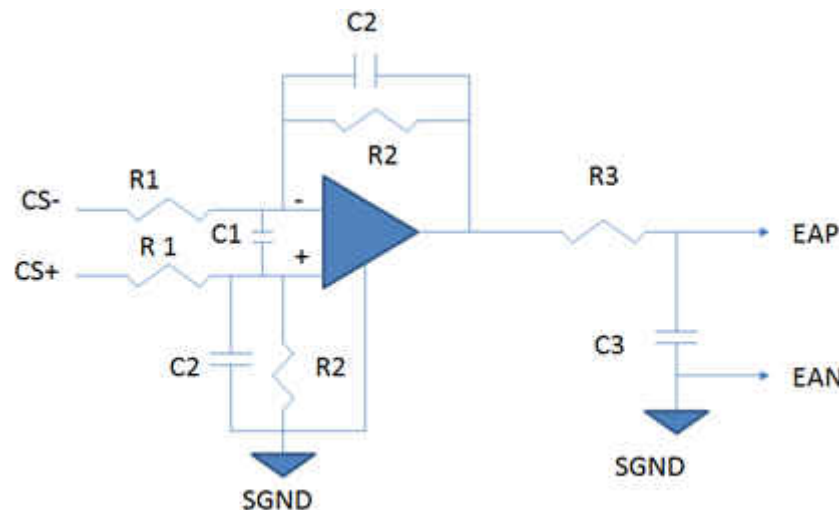 C2
R2
R1
CS-
-
C1
R 1
CS+
+
C2
R2
SGND
R3
EAP
C3
EAN
SGND